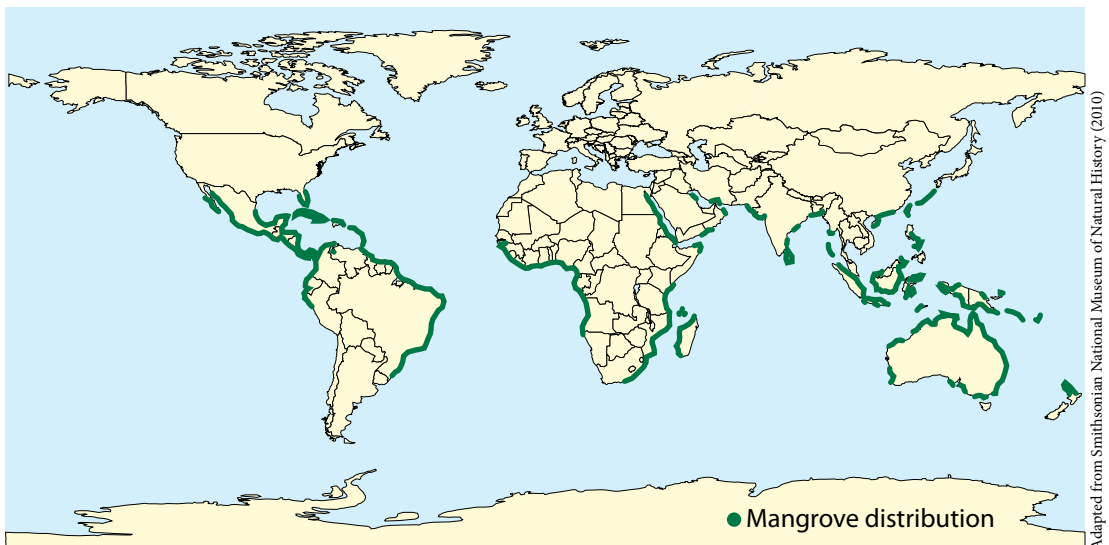 Mangrove distribution
Adapted from Smithsonian National Museum of Natural History (2010)